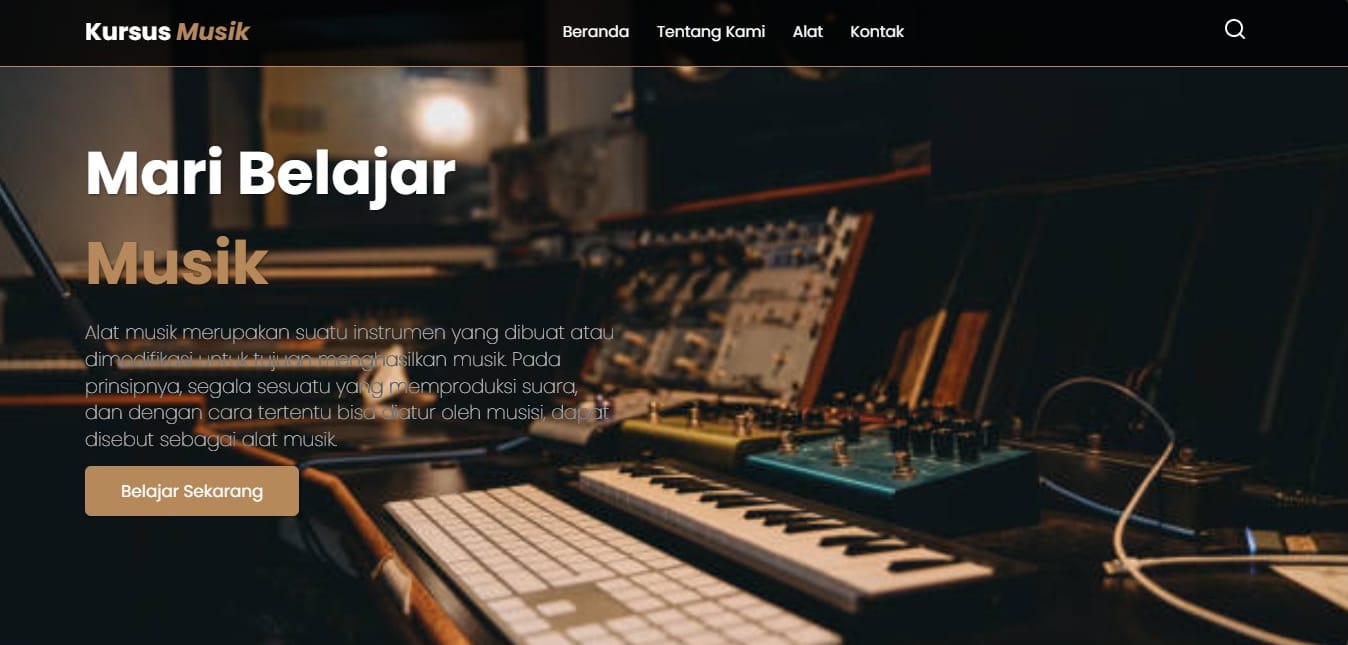 Kursus Musik
Beranda Tentang Kami Alat Kontak
Mari Belajar
Musik
Alat musik merupakan suatu instrumen yang dibuat atau
dimodifikasi untuk tujuan menghasilkan musik. Pada
prinsipnya, segala sesuatu yang memproduksi suara,
dan dengan cara tertentu bisa diatur oleh musisi, dapat
disebut sebagai alat musik.
Belajar Sekarang